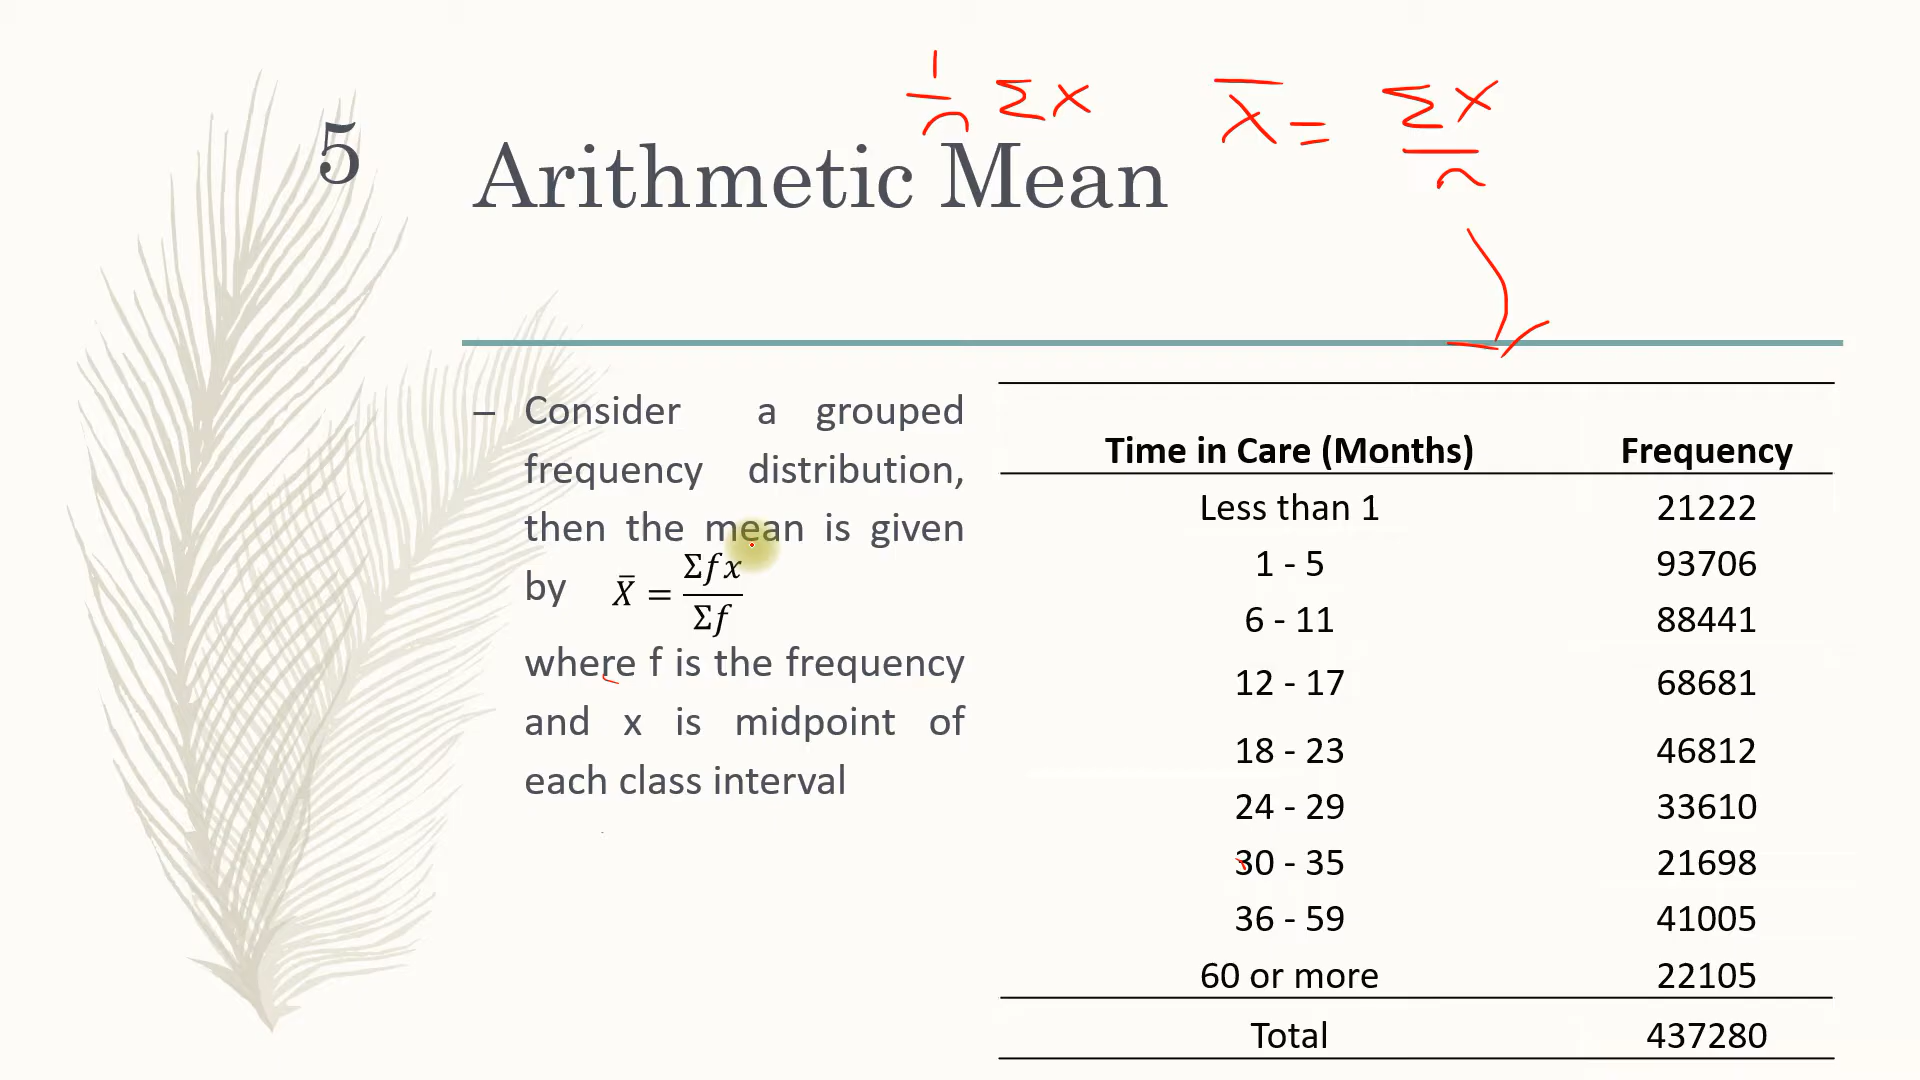 1/n Σx    X̄ = Σx/n
5
Arithmetic Mean
– Consider a grouped
frequency distribution,
then the mean is given
by X̄ = Σfx/Σf
where f is the frequency
and x is midpoint of
each class interval
Time in Care (Months) Frequency
Less than 1 21222
1 - 5 93706
6 - 11 88441
12 - 17 68681
18 - 23 46812
24 - 29 33610
30 - 35 21698
36 - 59 41005
60 or more 22105
Total 437280